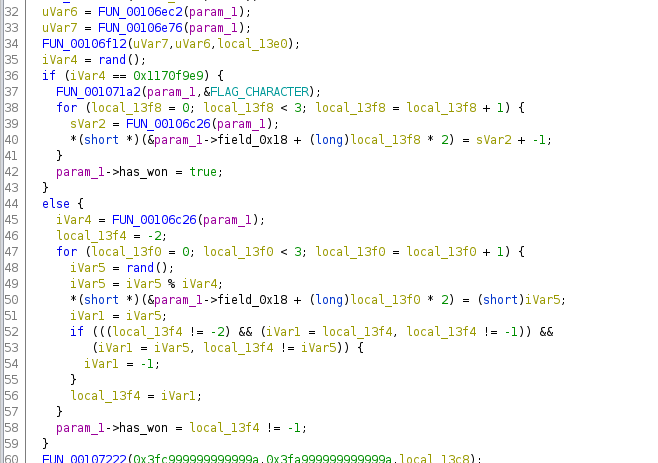 32 uVar6 = FUN_00106ec2(param_1);
33 uVar7 = FUN_00106e76(param_1);
34 FUN_00106f12(uVar7,uVar6,local_13e0);
35 iVar4 = rand();
36 if (iVar4 == 0x1170f9e9) {
37 FUN_001071a2(param_1,&FLAG_CHARACTER);
38 for (local_13f8 = 0; local_13f8 < 3; local_13f8 = local_13f8 + 1) {
39 sVar2 = FUN_00106c26(param_1);
40 *(short *)(&param_1->field_0x18 + (long)local_13f8 * 2) = sVar2 + -1;
41 }
42 param_1->has_won = true;
43 }
44 else {
45 iVar4 = FUN_00106c26(param_1);
46 local_13f4 = -2;
47 for (local_13f0 = 0; local_13f0 < 3; local_13f0 = local_13f0 + 1) {
48 iVar5 = rand();
49 iVar5 = iVar5 % iVar4;
50 *(short *)(&param_1->field_0x18 + (long)local_13f0 * 2) = (short)iVar5;
51 iVar1 = iVar5;
52 if (((local_13f4 != -2) && (iVar1 = local_13f4, local_13f4 != -1)) &&
53 (iVar1 = iVar5, local_13f4 != iVar5)) {
54 iVar1 = -1;
55 }
56 local_13f4 = iVar1;
57 }
58 param_1->has_won = local_13f4 != -1;
59 }
60 FUN_00107222(0x3fc999999999999a,0x3fa999999999999a,local_13c8);